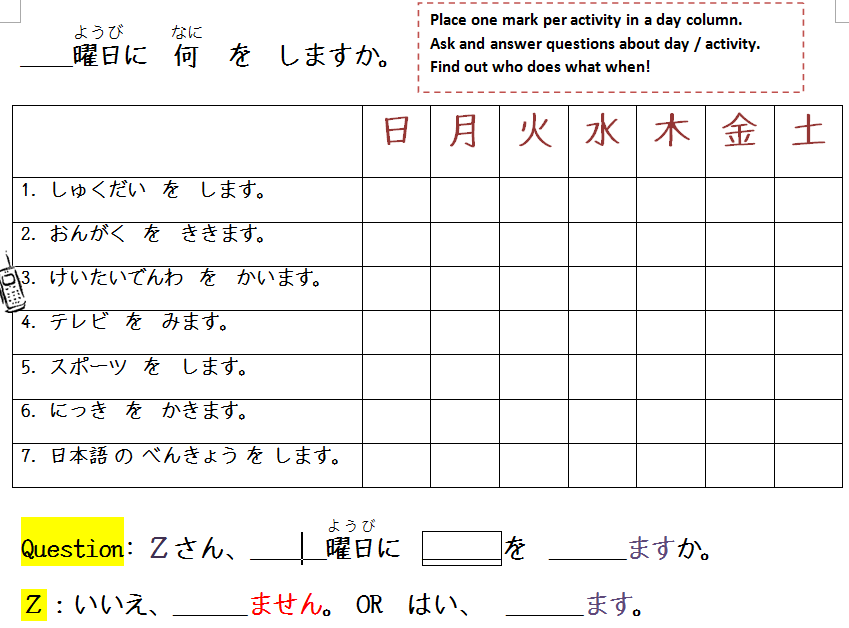 ようび なに
____曜日に 何 を しますか。
Place one mark per activity in a day column.
Ask and answer questions about day / activity.
Find out who does what when!
日 月 火 水 木 金 土
1. しゅくだい を します。
2. おんがく を ききます。
3. けいたいでんわ を かいます。
4. テレビ を みます。
5. スポーツ を します。
6. にっき を かきます。
7. 日本語 の べんきょう を します。
ようび
Question: Zさん、______曜日に を ______ますか。
Z : いいえ、______ません。 OR はい、 ______ます。